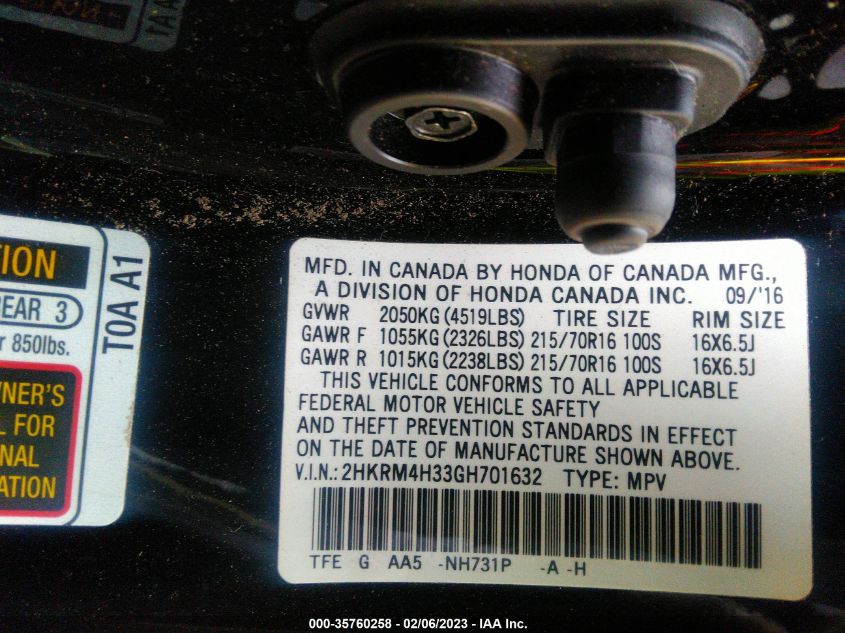 TION
REAR 3
850lbs.
NER'S
FOR
NAL
ATION
TOA A1
MFD. IN CANADA BY HONDA OF CANADA MFG.,
A DIVISION OF HONDA CANADA INC. 09/'16
GVWR 2050KG (4519LBS) TIRE SIZE RIM SIZE
GAWR F 1055KG (2326LBS) 215/70R16 100S 16X6.5J
GAWR R 1015KG (2238LBS) 215/70R16 100S 16X6.5J
THIS VEHICLE CONFORMS TO ALL APPLICABLE
FEDERAL MOTOR VEHICLE SAFETY
AND THEFT PREVENTION STANDARDS IN EFFECT
ON THE DATE OF MANUFACTURE SHOWN ABOVE.
V.I.N.: 2HKRM4H33GH701632 TYPE: MPV
TFE G AA5 -NH731P -A -H
000-35760258 - 02/06/2023 - IAA Inc.